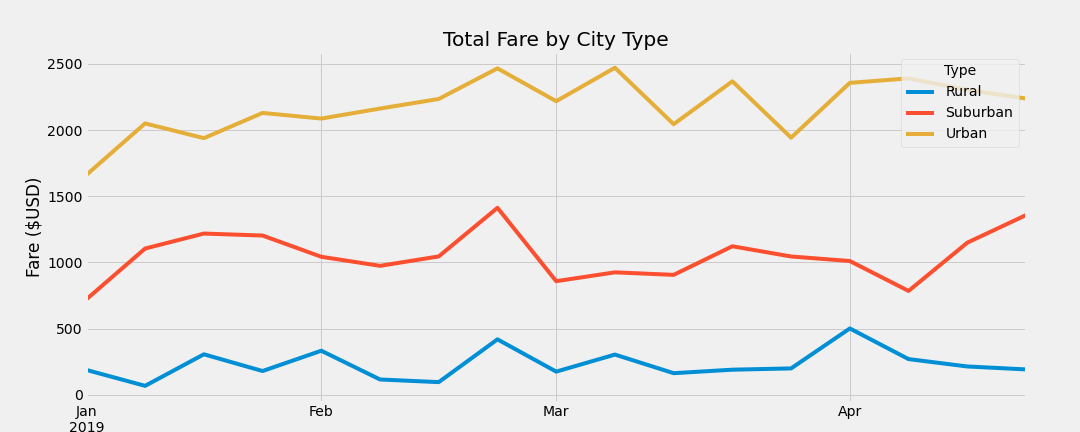 Total Fare by City Type
Fare ($USD)
2500
2000
1500
1000
500
0
Type
Rural
Suburban
Urban
Jan
2019
Feb
Mar
Apr